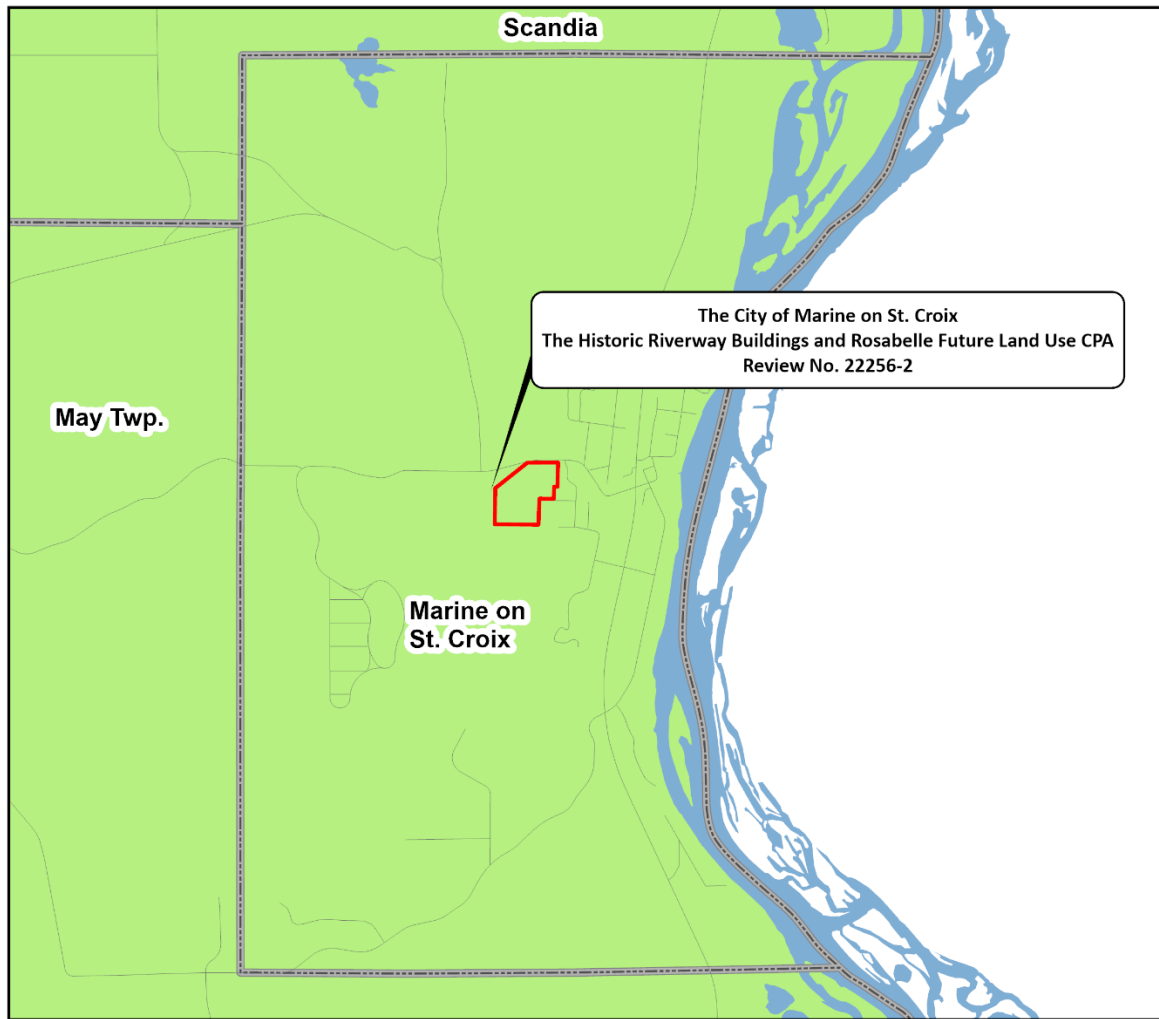 Scandia
The City of Marine on St. Croix
The Historic Riverway Buildings and Rosabelle Future Land Use CPA
Review No. 22256-2
May Twp.
Marine on
St. Croix